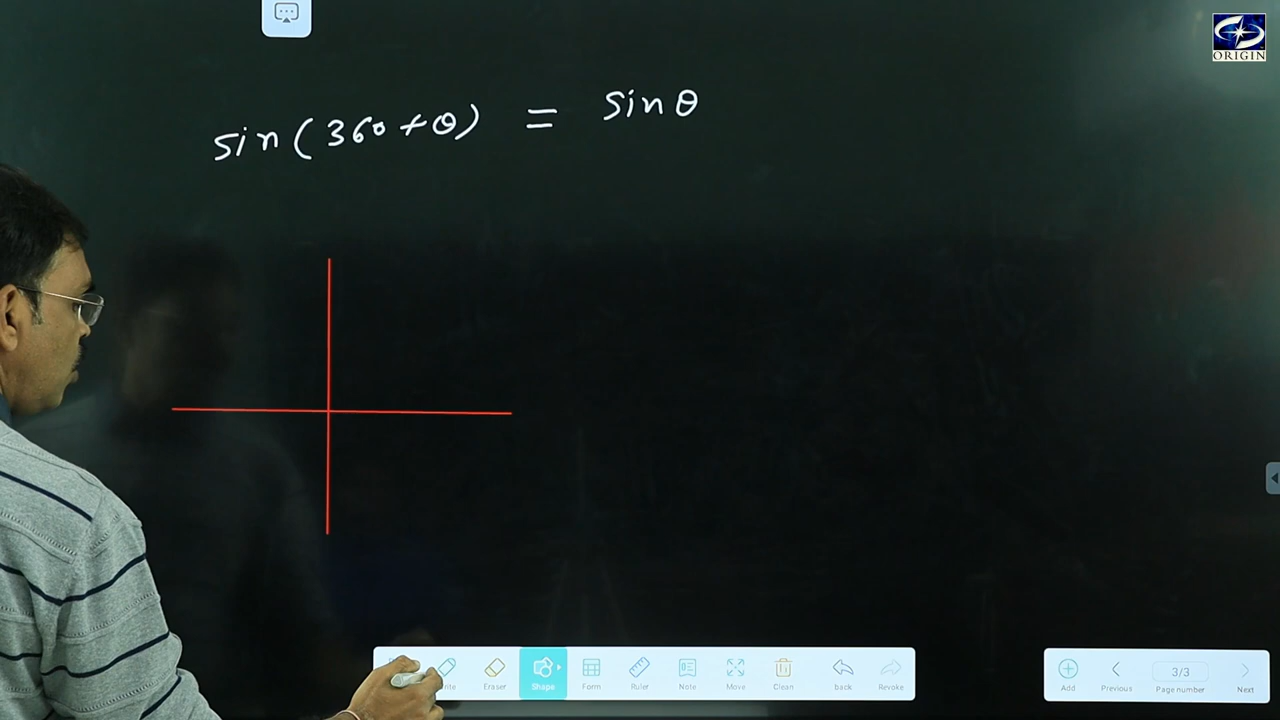 ORIGIN
sin(360+θ) = sinθ
Eraser Shape Form Ruler Note Move Clean back Revoke
Add Previous 3/3 Page number Next